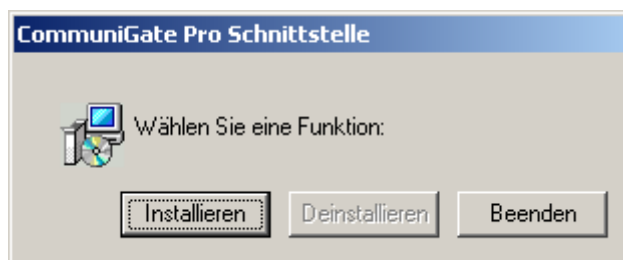 CommuniGate Pro Schnittstelle
Wählen Sie eine Funktion:
Installieren Deinstallieren Beenden